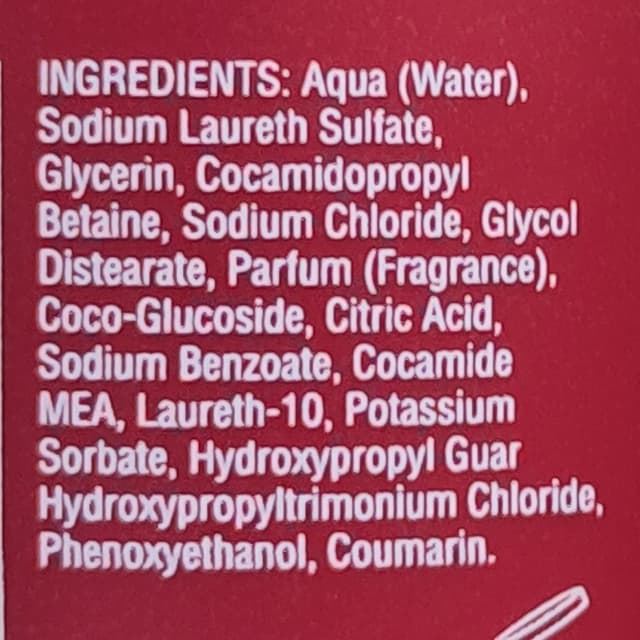 INGREDIENTS: Aqua (Water),
Sodium Laureth Sulfate,
Glycerin, Cocamidopropyl
Betaine, Sodium Chloride, Glycol
Distearate, Parfum (Fragrance),
Coco-Glucoside, Citric Acid,
Sodium Benzoate, Cocamide
MEA, Laureth-10, Potassium
Sorbate, Hydroxypropyl Guar
Hydroxypropyltrimonium Chloride,
Phenoxyethanol, Coumarin.